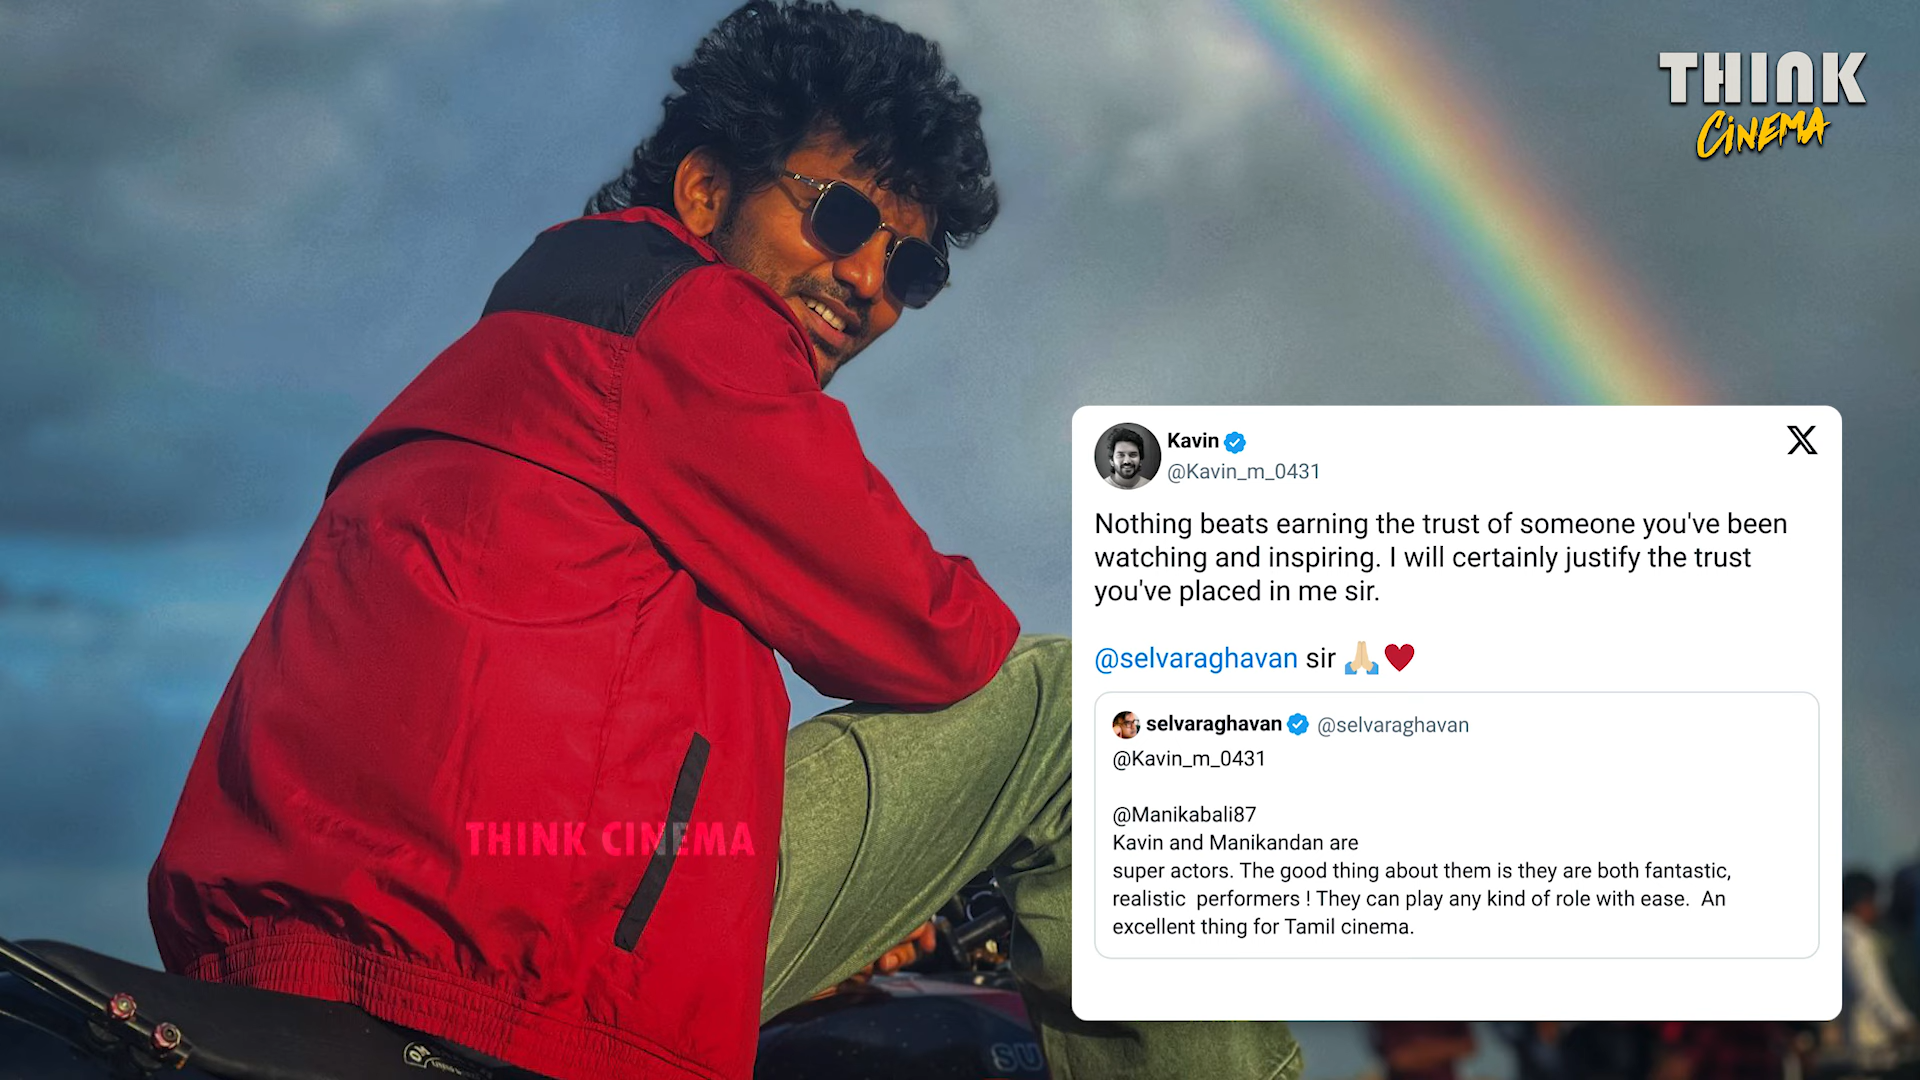 THINK
CINEMA
Kavin
@Kavin_m_0431
X
Nothing beats earning the trust of someone you've been
watching and inspiring. I will certainly justify the trust
you've placed in me sir.
@selvaraghavan sir 🙏🏼♥
selvaraghavan @selvaraghavan
@Kavin_m_0431
@Manikabali87
Kavin and Manikandan are
super actors. The good thing about them is they are both fantastic,
realistic performers ! They can play any kind of role with ease. An
excellent thing for Tamil cinema.
THINK CINEMA
SU